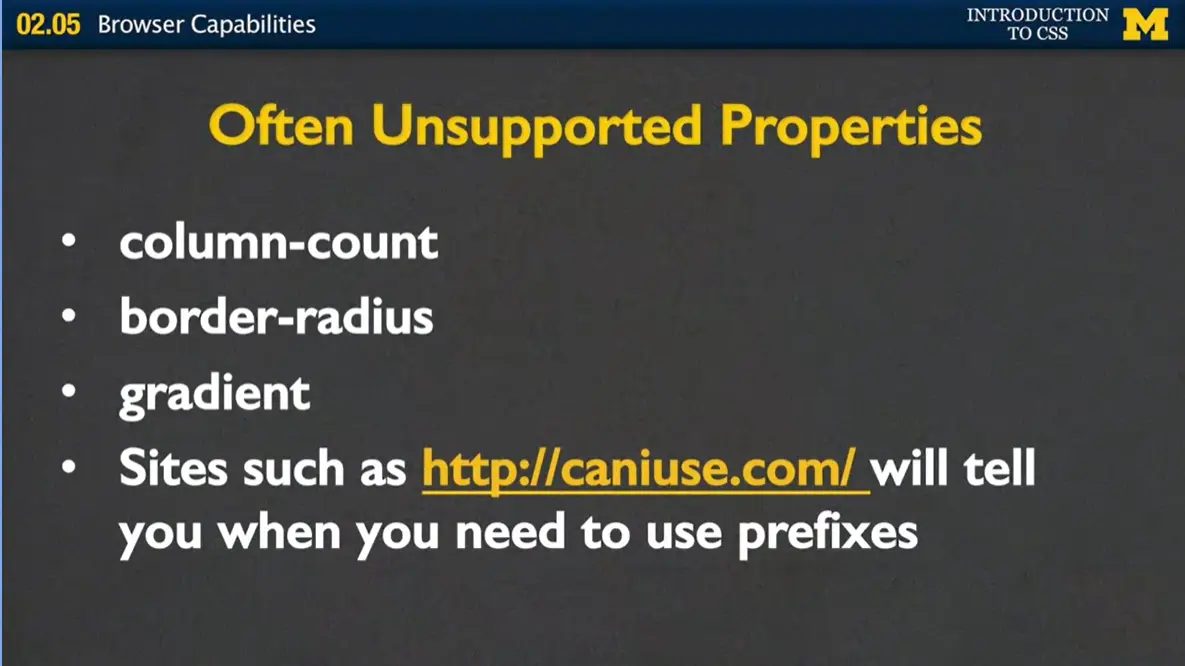 02.05 Browser Capabilities
INTRODUCTION
TO CSS
M
Often Unsupported Properties
• column-count
• border-radius
• gradient
• Sites such as http://caniuse.com/ will tell
you when you need to use prefixes